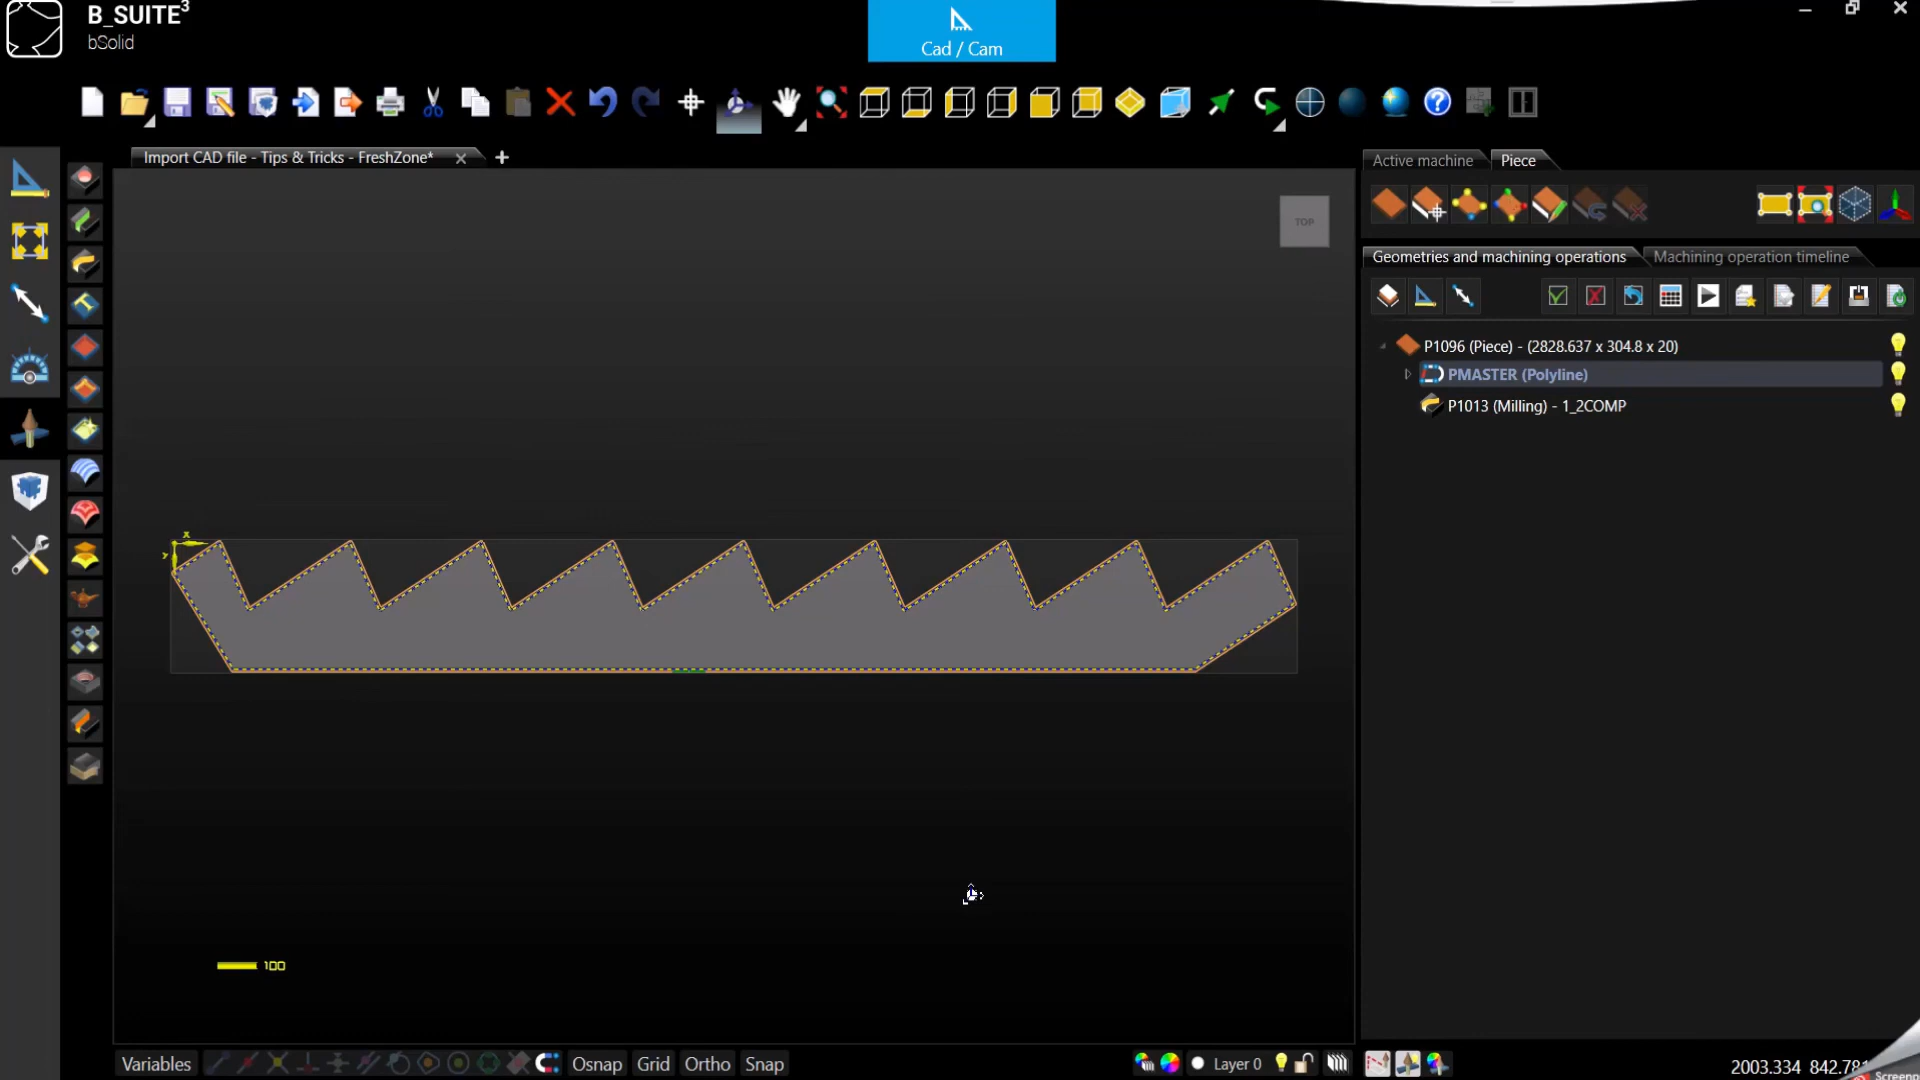 B_SUITE³
bSolid
Cad / Cam
Import CAD file - Tips & Tricks - FreshZone*
Active machine
Piece
TOP
Geometries and machining operations
Machining operation timeline
P1096 (Piece) - (2828.637 x 304.8 x 20)
PMASTER (Polyline)
P1013 (Milling) - 1_2COMP
X
Y
100
Variables
Osnap
Grid
Ortho
Snap
Layer 0
2003.334